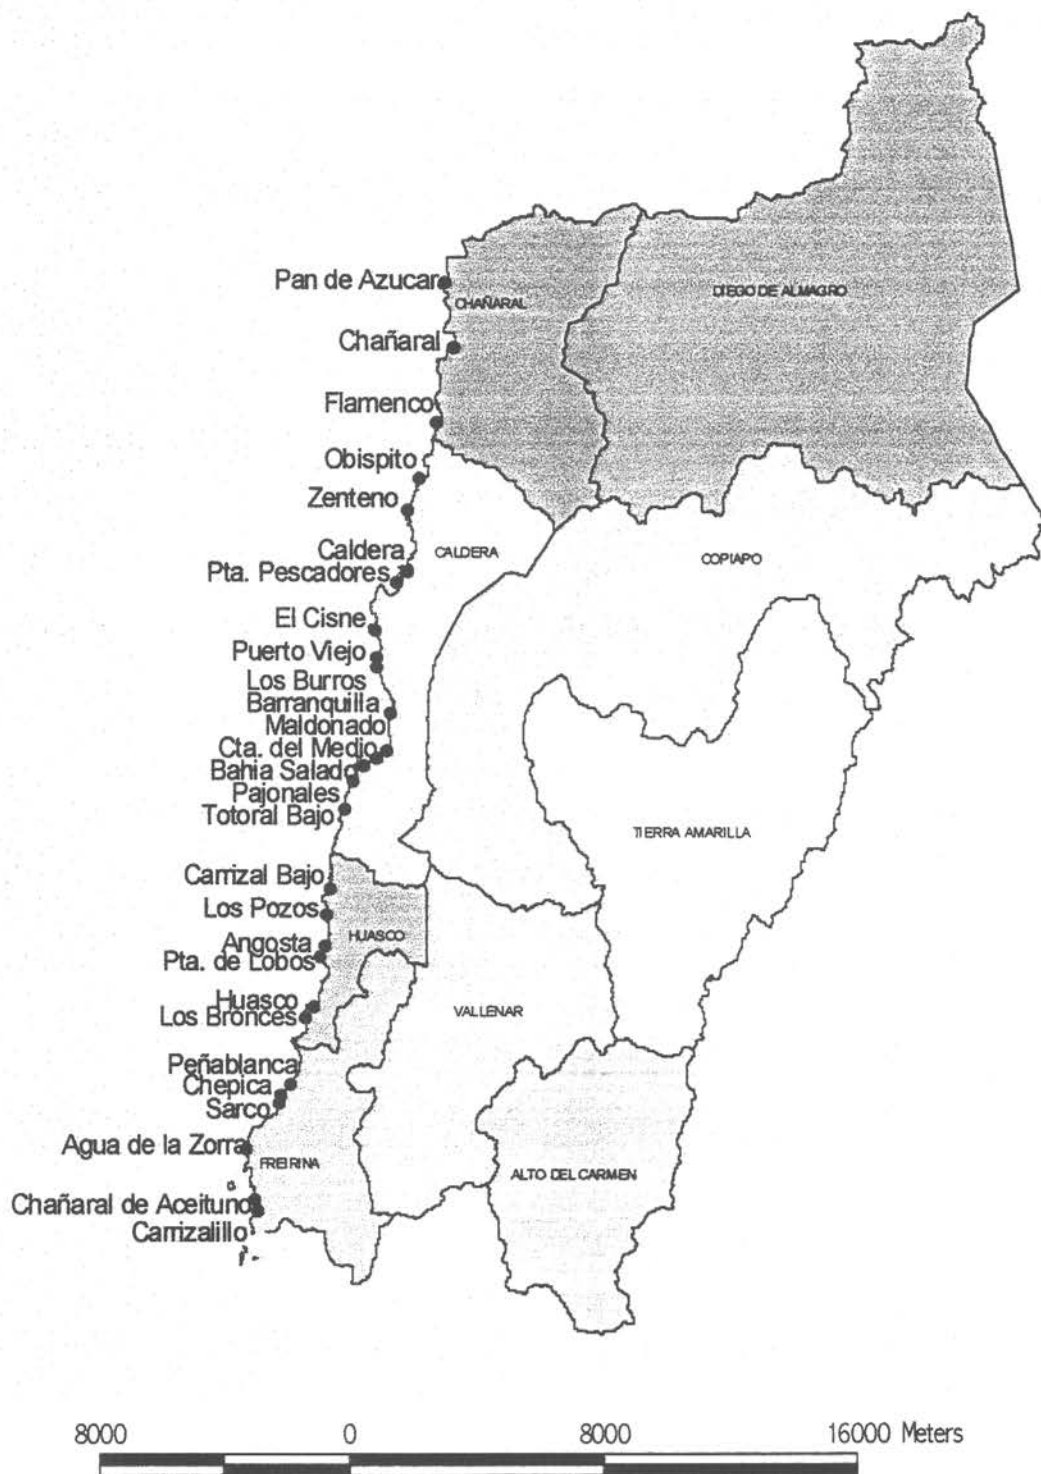 Pan de Azucar
CHAÑARAL
DIEGO DE ALMAGRO
Chañaral
Flamenco
Obispito
Zenteno
Caldera
CALDERA
COPIAPO
Pta. Pescadores
El Cisne
Puerto Viejo
Los Burros
Barranquilla
Maldonado
Cta. del Medio
Bahia Salado
Pajonales
Totoral Bajo
TIERRA AMARILLA
Carrizal Bajo
Los Pozos
Angosta
HUASCO
Pta. de Lobos
Huasco
Los Bronces
VALLENAR
Peñablanca
Chepica
Sarco
Agua de la Zorra
FREIRINA
ALTO DEL CARMEN
Chañaral de Aceituno
Carrizalillo
8000 0 8000 16000 Meters